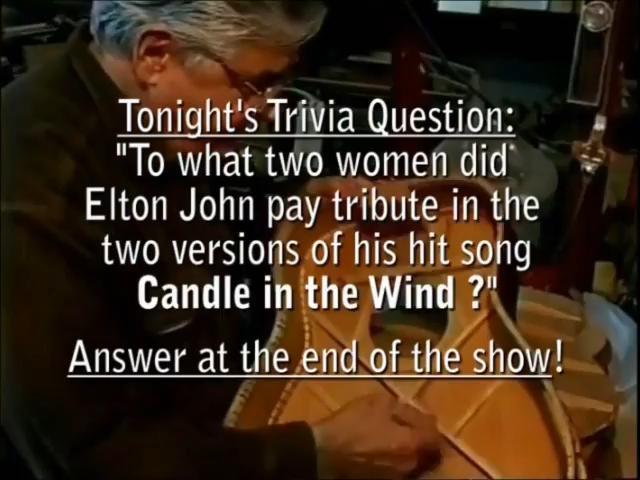 Tonight's Trivia Question:
"To what two women did
Elton John pay tribute in the
two versions of his hit song
Candle in the Wind ?"
Answer at the end of the show!